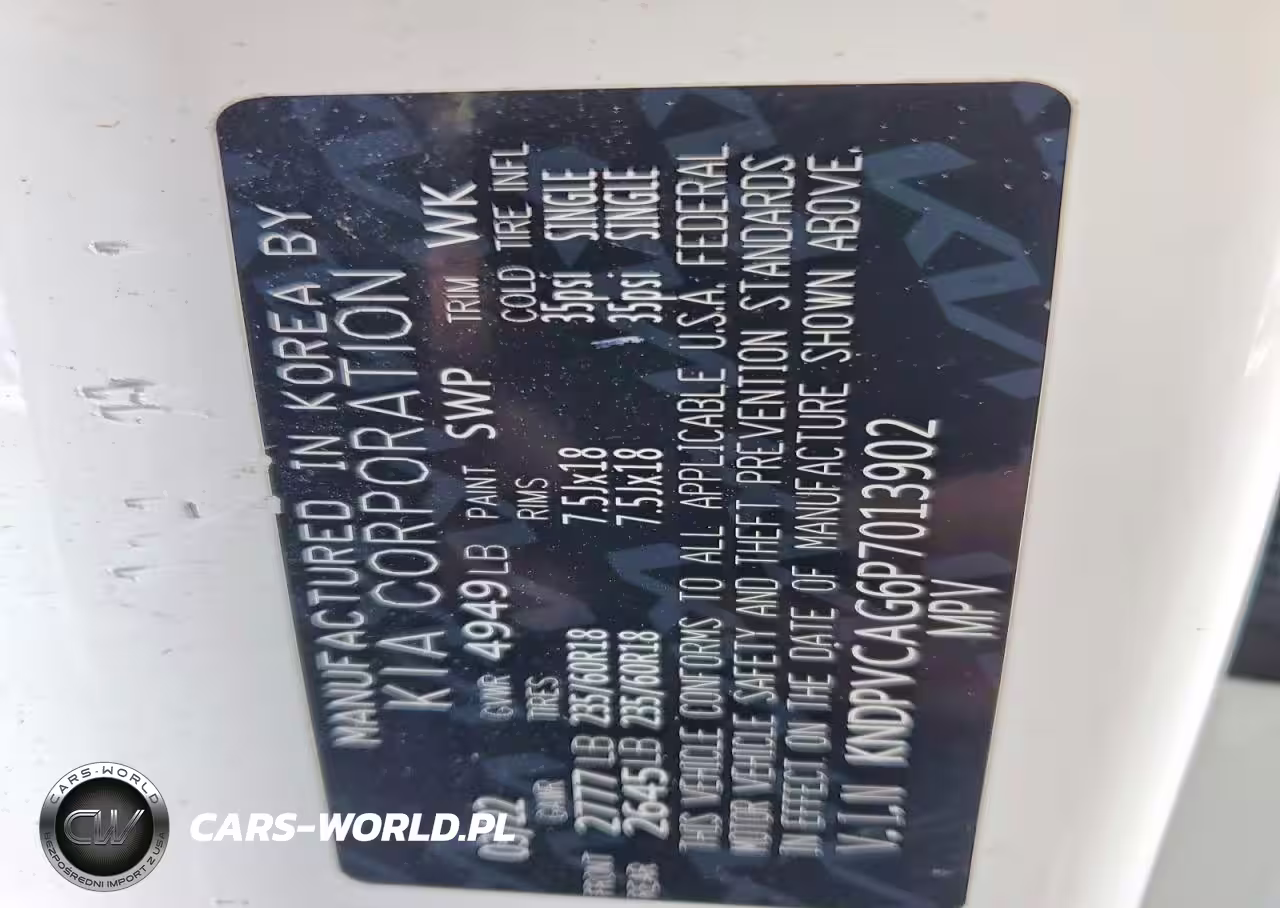 MANUFACTURED IN KOREA BY
KIA CORPORATION
GVWR 4949LB PAINT SWP TRIM WK
GAWR TIRES RIMS COLD TIRE INFL
FRONT 2777LB 235/60R18 7.5Jx18 35psi SINGLE
REAR 2645LB 235/60R18 7.5Jx18 35psi SINGLE
THIS VEHICLE CONFORMS TO ALL APPLICABLE U.S.A. FEDERAL
MOTOR VEHICLE SAFETY AND THEFT PREVENTION STANDARDS
IN EFFECT ON THE DATE OF MANUFACTURE SHOWN ABOVE.
V.I.N KNDPVCAG6P7013902
MPV
CARS-WORLD
CW
BEZPOŚREDNI IMPORT Z USA
CARS-WORLD.PL